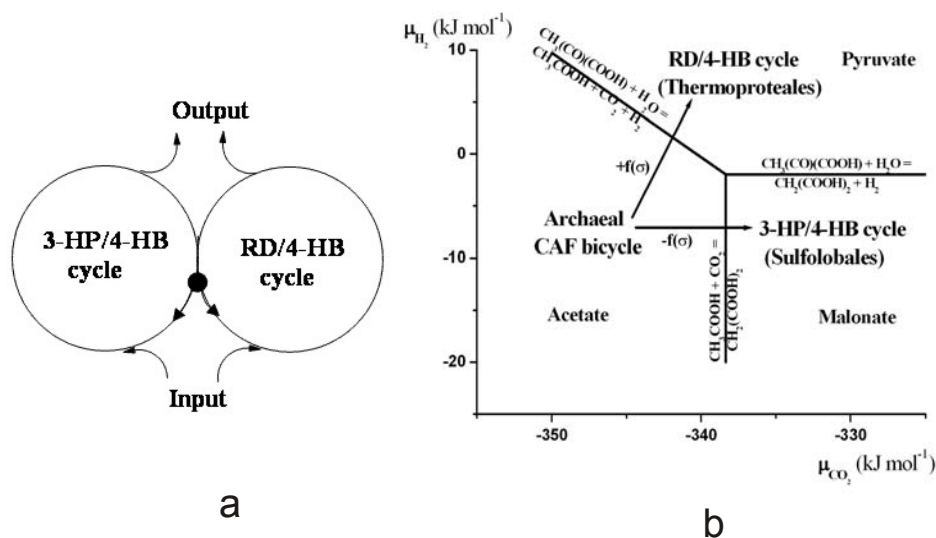 Output
3-HP/4-HB
cycle
RD/4-HB
cycle
Input
a
μH₂ (kJ mol⁻¹)
10
0
-10
-20
-350
-340
-330
μCO₂ (kJ mol⁻¹)
CH₃(CO)(COOH) + H₂O =
CH₃COOH + CO₂ + H₂
RD/4-HB cycle
(Thermoproteales)
Pyruvate
+f(σ)
CH₃(CO)(COOH) + H₂O =
CH₂(COOH)₂ + H₂
Archaeal
CAF bicycle
-f(σ)
3-HP/4-HB cycle
(Sulfolobales)
CH₃COOH + CO₂ =
CH₂(COOH)₂
Acetate
Malonate
b